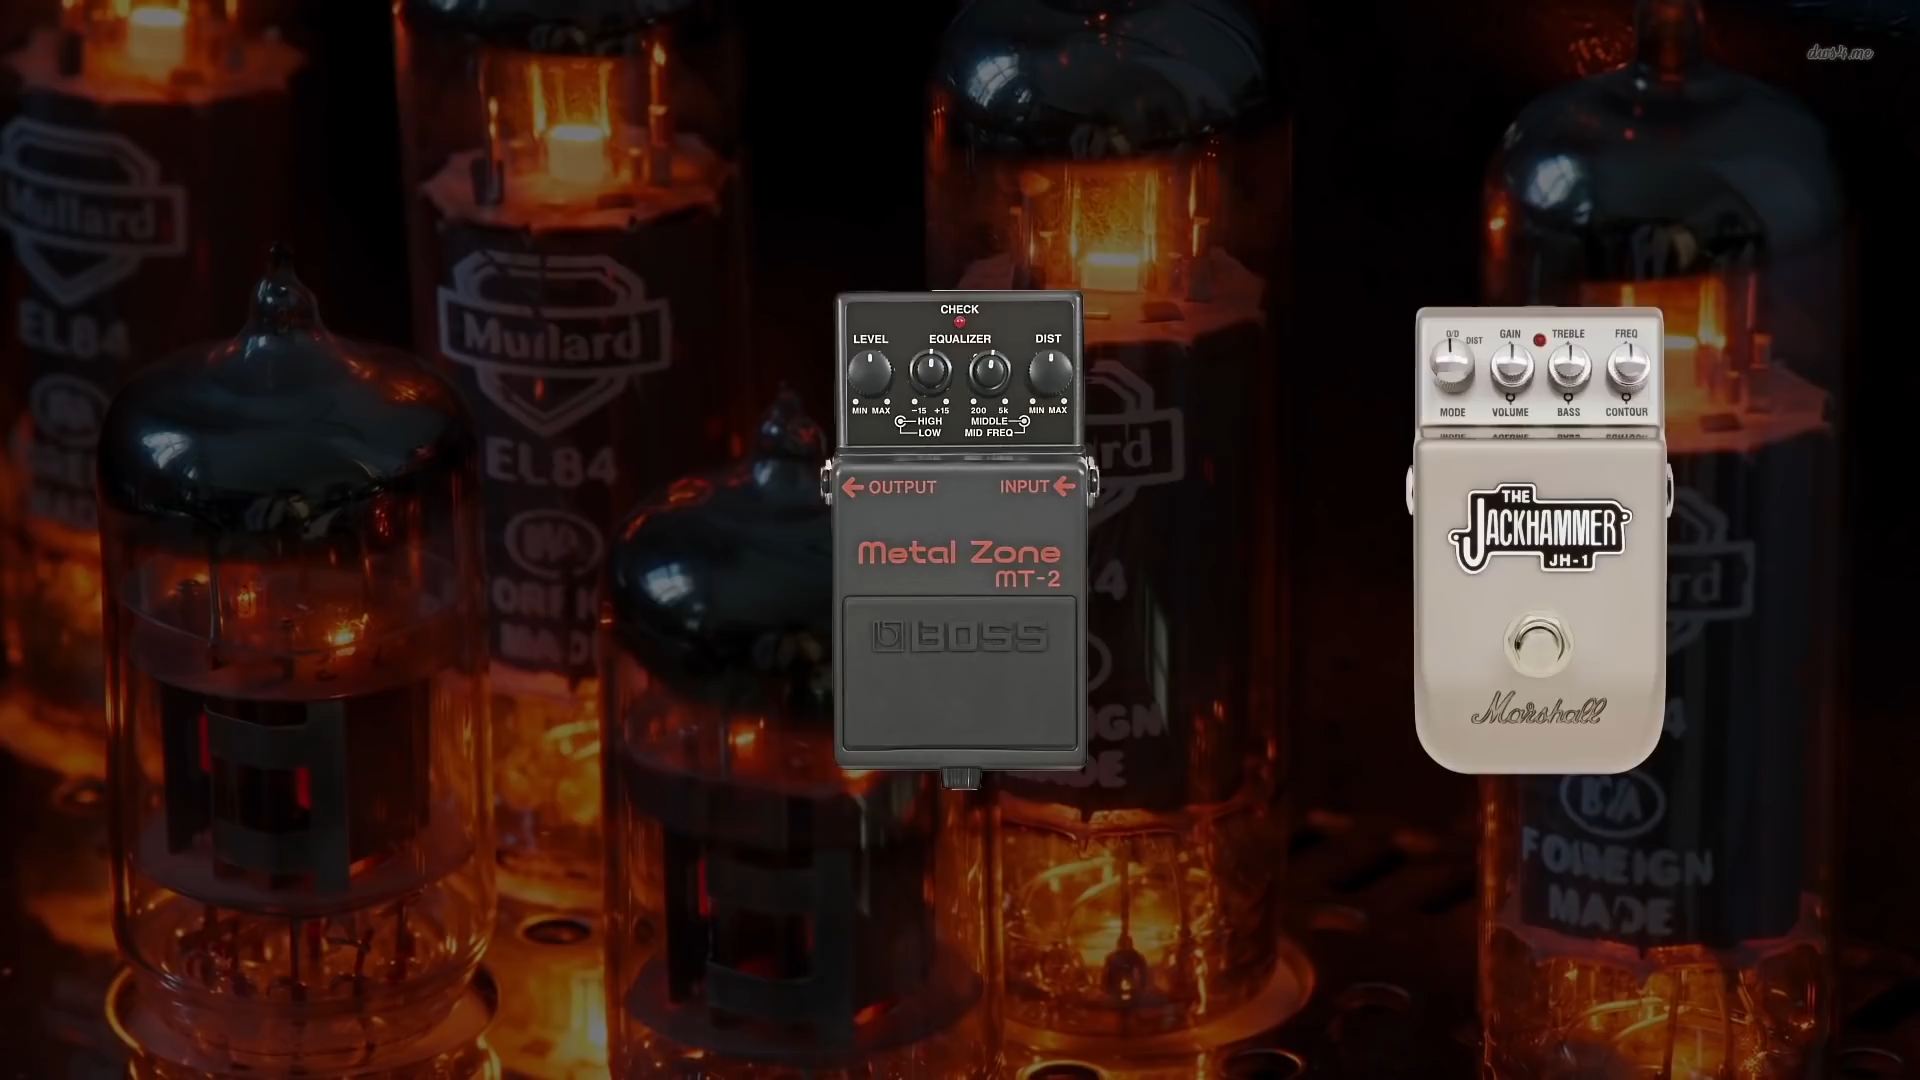 dws4.me
Mullard
EL84
Mullard
EL84
CHECK
LEVEL EQUALIZER DIST
MIN MAX -15 +15 200 5k MIN MAX
HIGH MIDDLE
LOW MID FREQ
OUTPUT INPUT
Metal Zone
MT-2
BOSS
O/D DIST GAIN TREBLE FREQ
MODE VOLUME BASS CONTOUR
THE
JACKHAMMER
JH-1
Marshall
B/A
FOREIGN
MADE